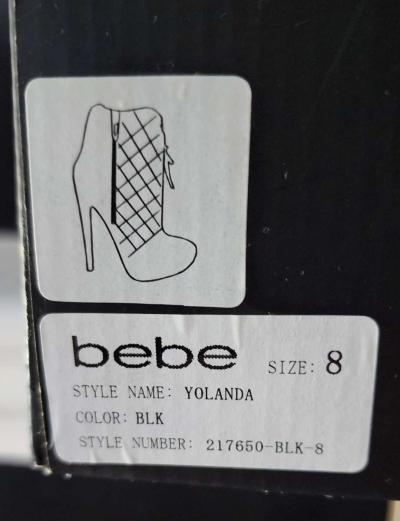 bebe SIZE: 8
STYLE NAME: YOLANDA
COLOR: BLK
STYLE NUMBER: 217650-BLK-8